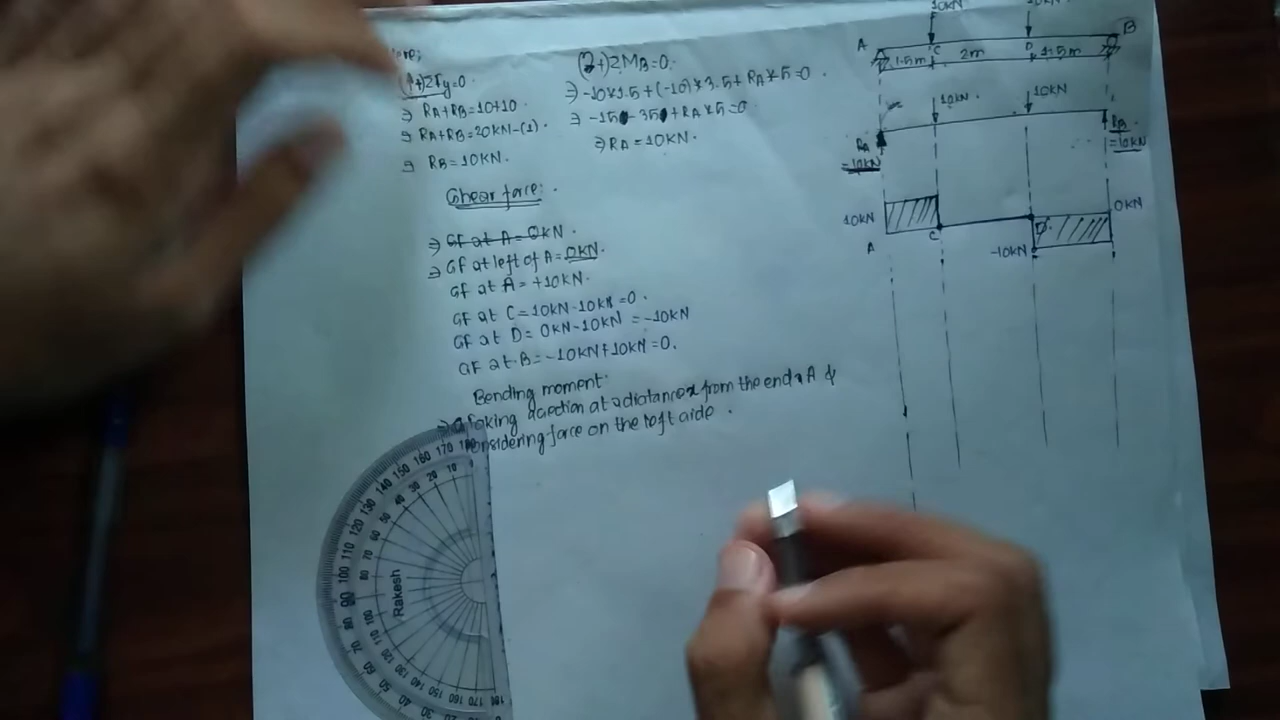 ΣFy=0.
⇒ RA+RB=10+10.
⇒ RA+RB=20KN-(1).
⇒ RB=10KN.
ΣMB=0.
⇒ -10*1.5+(-10)*3.5+RA*5=0.
⇒ -15 -35+RA*5=0.
⇒ RA=10KN.
Shear force:
⇒ SF at A=0KN.
⇒ SF at left of A=0KN.
SF at A=+10KN.
SF at C=10KN-10KN=0.
SF at D=0KN-10KN=-10KN
SF at B=-10KN+10KN=0.
Bending moment:
Taking section at a distance x from the end A &
considering force on the left side.
10KN
A
C
D
B
1.5m
2m
1.5m
10KN
10KN
RA
=10KN
RB
=10KN
10KN
0KN
A
C
D
-10KN
Rakesh